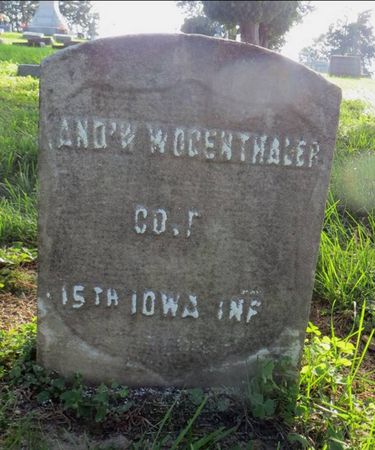 AND'W WOGENTHALER
CO. F
15TH IOWA INF